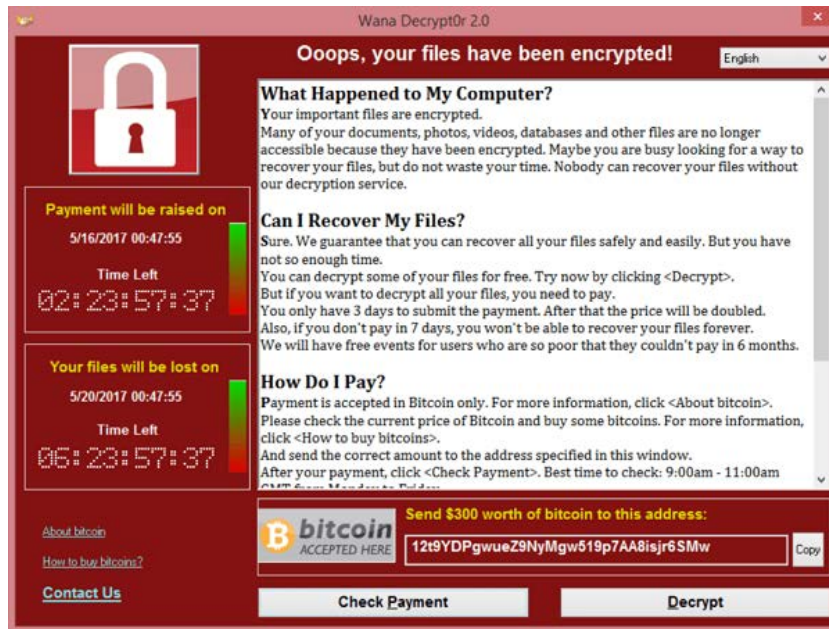 Wana Decrypt0r 2.0
Ooops, your files have been encrypted!
English
What Happened to My Computer?
Your important files are encrypted.
Many of your documents, photos, videos, databases and other files are no longer
accessible because they have been encrypted. Maybe you are busy looking for a way to
recover your files, but do not waste your time. Nobody can recover your files without
our decryption service.
Can I Recover My Files?
Sure. We guarantee that you can recover all your files safely and easily. But you have
not so enough time.
You can decrypt some of your files for free. Try now by clicking <Decrypt>.
But if you want to decrypt all your files, you need to pay.
You only have 3 days to submit the payment. After that the price will be doubled.
Also, if you don't pay in 7 days, you won't be able to recover your files forever.
We will have free events for users who are so poor that they couldn't pay in 6 months.
How Do I Pay?
Payment is accepted in Bitcoin only. For more information, click <About bitcoin>.
Please check the current price of Bitcoin and buy some bitcoins. For more information,
click <How to buy bitcoins>.
And send the correct amount to the address specified in this window.
After your payment, click <Check Payment>. Best time to check: 9:00am - 11:00am
GMT from Monday to Friday.
Payment will be raised on
5/16/2017 00:47:55
Time Left
02:23:57:37
Your files will be lost on
5/20/2017 00:47:55
Time Left
06:23:57:37
About bitcoin
How to buy bitcoins?
Contact Us
bitcoin
ACCEPTED HERE
Send $300 worth of bitcoin to this address:
12t9YDPgwueZ9NyMgw519p7AA8isjr6SMw
Copy
Check Payment
Decrypt